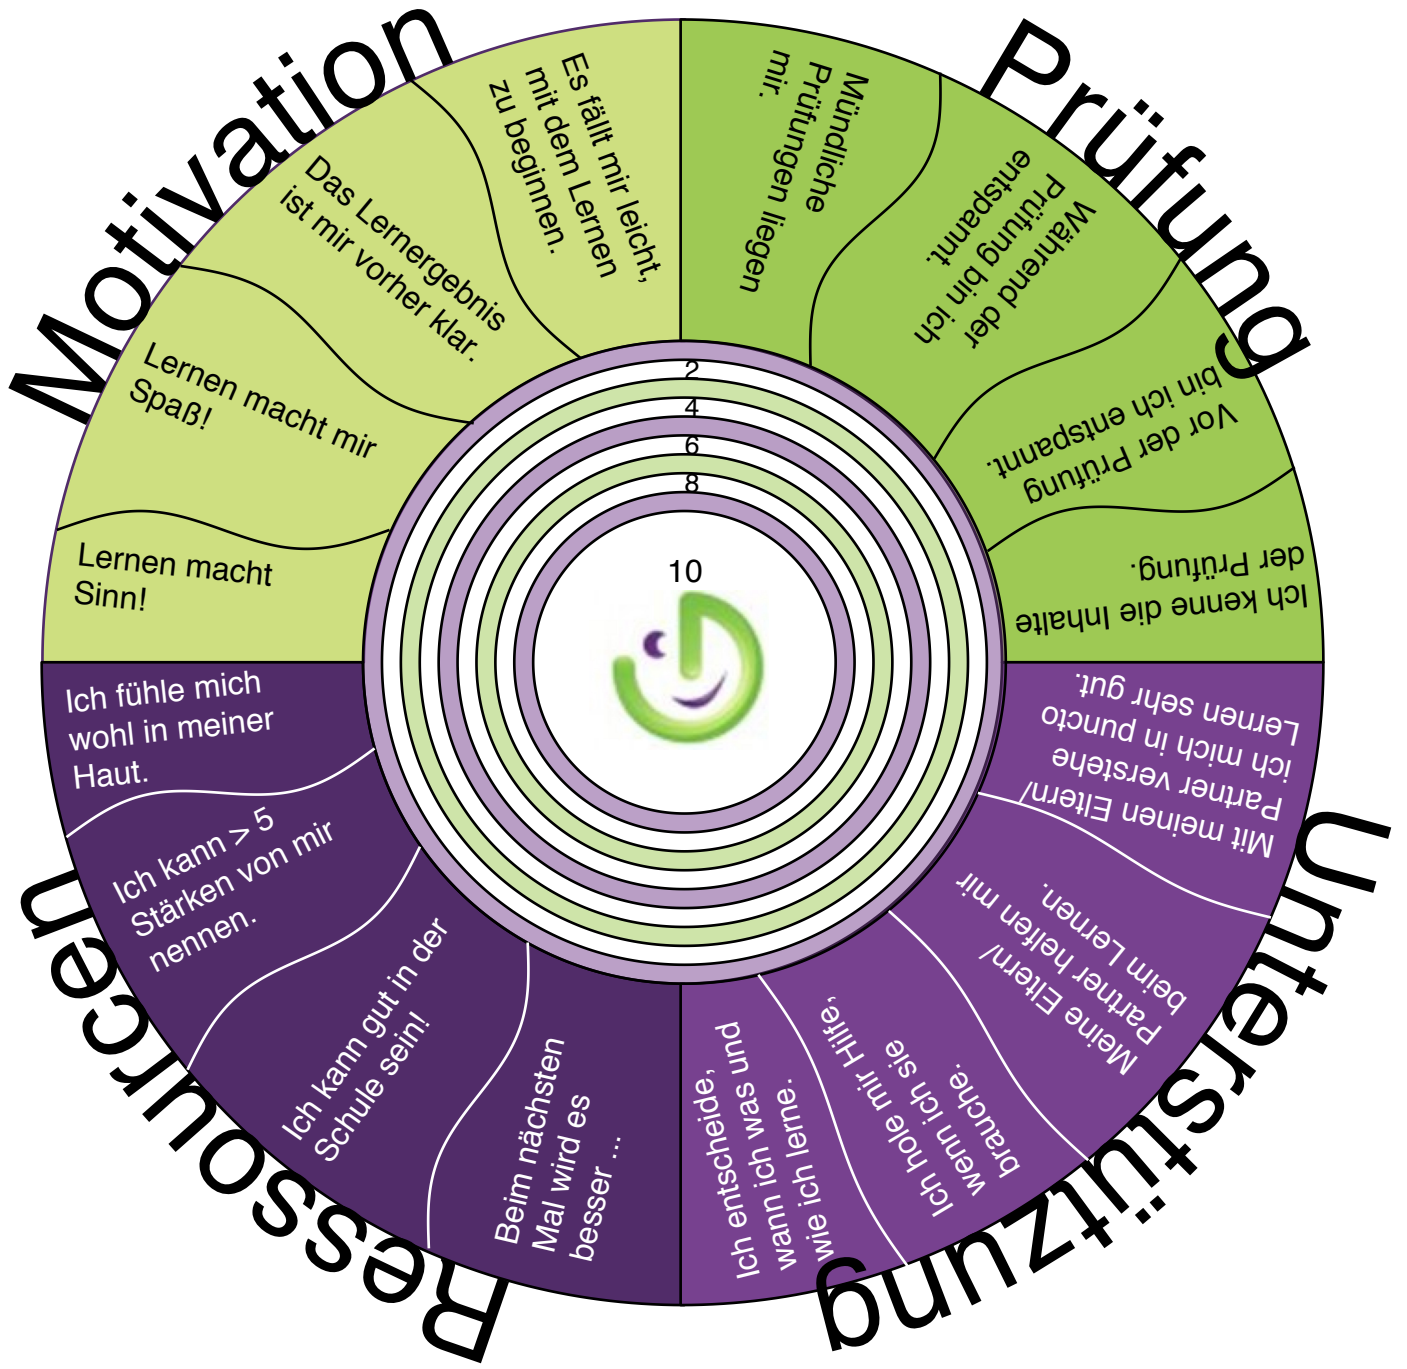 Motivation
Es fällt mir leicht,
mit dem Lernen
zu beginnen.
Das Lernergebnis
ist mir vorher klar.
Lernen macht mir
Spaß!
Lernen macht
Sinn!
Prüfung
Mündliche
Prüfungen liegen
mir.
Während der
Prüfung bin ich
entspannt.
Vor der Prüfung
bin ich entspannt.
Ich kenne die Inhalte
der Prüfung.
Unterstützung
Mit meinen Eltern/
Partner verstehe
ich mich in puncto
Lernen sehr gut.
Meine Eltern/
Partner helfen mir
beim Lernen.
Ich hole mir Hilfe,
wenn ich sie
brauche.
Ich entscheide,
wann ich was und
wie ich lerne.
Ressourcen
Ich fühle mich
wohl in meiner
Haut.
Ich kann > 5
Stärken von mir
nennen.
Ich kann gut in der
Schule sein!
Beim nächsten
Mal wird es
besser ...
2
4
6
8
10